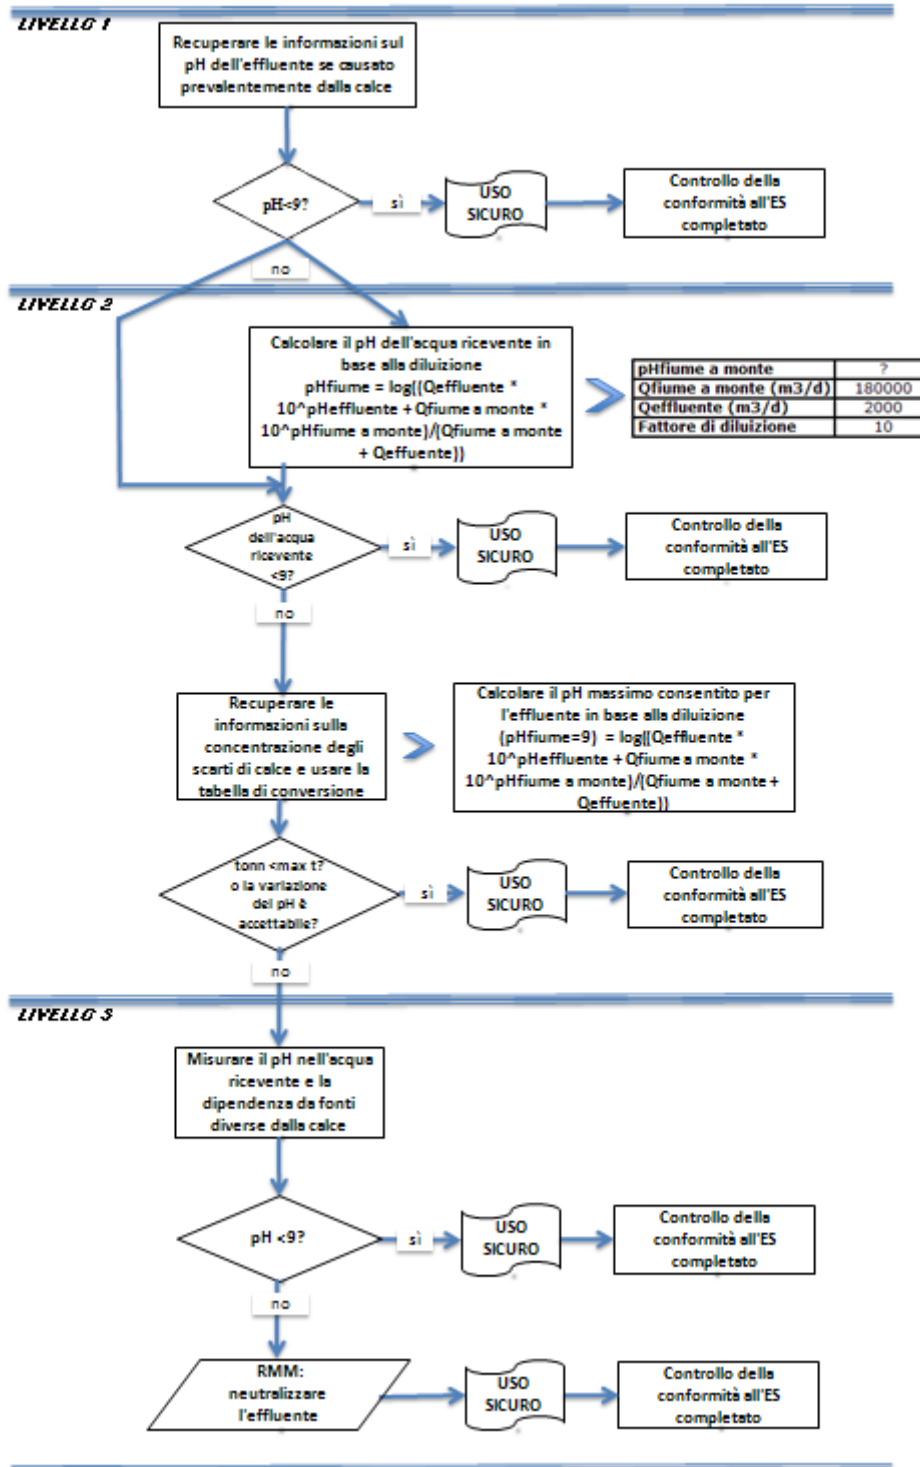 LIVELLO 1
Recuperare le informazioni sul
pH dell'effluente se causato
prevalentemente dalla calce
pH<9?
sì
USO
SICURO
Controllo della
conformità all'ES
completato
no
LIVELLO 2
Calcolare il pH dell'acqua ricevente in
base alla diluizione
pHfiume = log((Qeffluente *
10^pHeffluente + Qfiume a monte *
10^pHfiume a monte)/(Qfiume a monte
+ Qeffuente))
pHfiume a monte ?
Qfiume a monte (m3/d) 180000
Qeffluente (m3/d) 2000
Fattore di diluizione 10
pH
dell'acqua
ricevente
<9?
sì
USO
SICURO
Controllo della
conformità all'ES
completato
no
Recuperare le
informazioni sulla
concentrazione degli
scarti di calce e usare la
tabella di conversione
Calcolare il pH massimo consentito per
l'effluente in base alla diluizione
(pHfiume=9) = log((Qeffluente *
10^pHeffluente + Qfiume a monte *
10^pHfiume a monte)/(Qfiume a monte +
Qeffuente))
tonn <max t?
o la variazione
del pH è
accettabile?
sì
USO
SICURO
Controllo della
conformità all'ES
completato
no
LIVELLO 3
Misurare il pH nell'acqua
ricevente e la
dipendenza da fonti
diverse dalla calce
pH <9?
sì
USO
SICURO
Controllo della
conformità all'ES
completato
no
RMM:
neutralizzare
l'effluente
USO
SICURO
Controllo della
conformità all'ES
completato